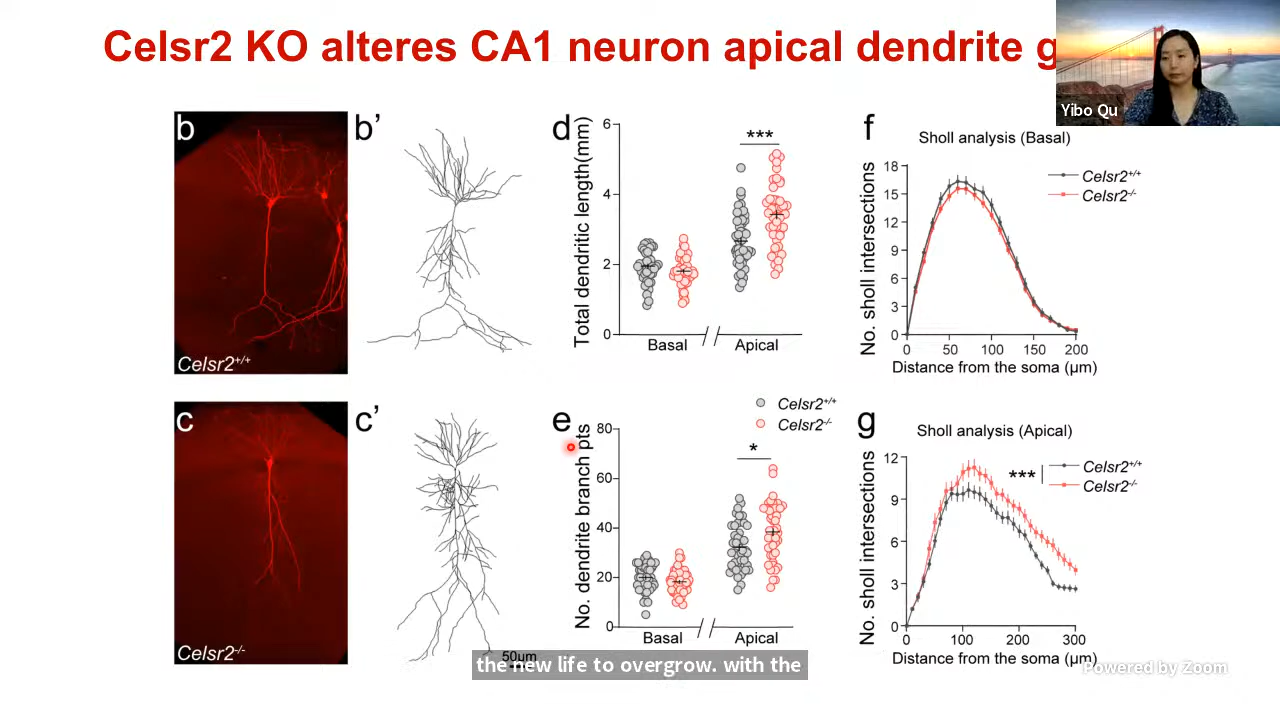 Celsr2 KO alteres CA1 neuron apical dendrite g
Yibo Qu
b
b'
Celsr2+/+
c
c'
Celsr2-/-
50μm
d
***
Total dendritic length(mm)
6
4
2
0
Basal
Apical
e
Celsr2+/+
Celsr2-/-
*
No. dendrite branch pts
80
60
40
20
0
Basal
Apical
f
Sholl analysis (Basal)
Celsr2+/+
Celsr2-/-
No. sholl intersections
18
15
12
9
6
3
0
0 50 100 150 200
Distance from the soma (μm)
g
Sholl analysis (Apical)
***
Celsr2+/+
Celsr2-/-
No. sholl intersections
12
9
6
3
0
0 100 200 300
Distance from the soma (μm)
the new life to overgrow. with the
Powered by Zoom